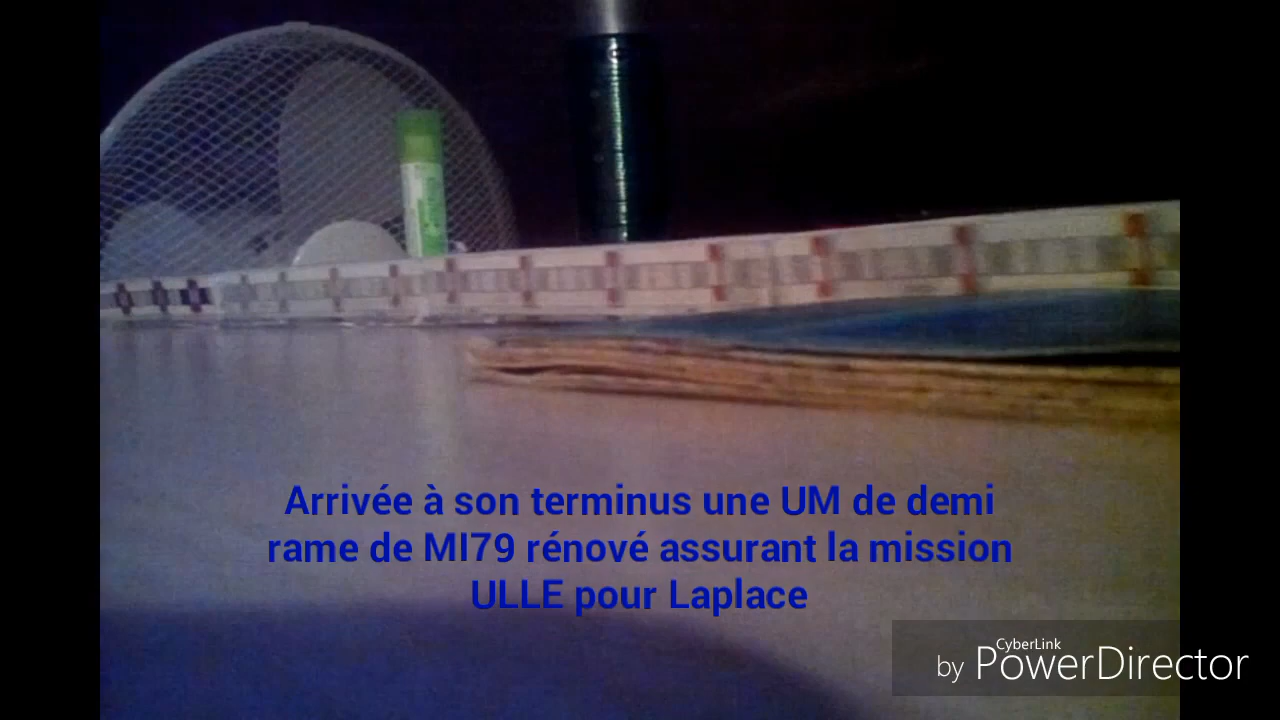 Arrivée à son terminus une UM de demi
rame de MI79 rénové assurant la mission
ULLE pour Laplace
CyberLink
by PowerDirector